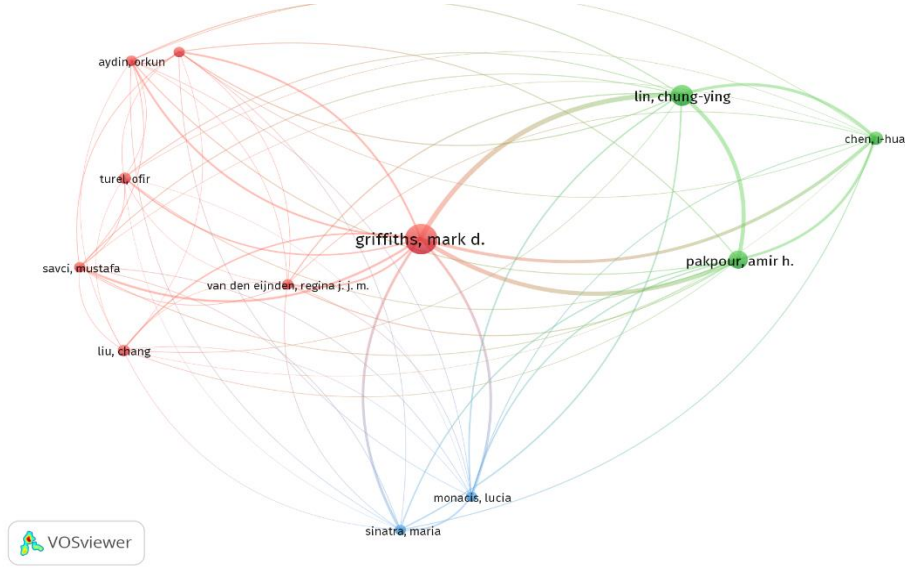 aydin, orkun
lin, chung-ying
chen, i-hua
turel, ofir
griffiths, mark d.
pakpour, amir h.
savci, mustafa
van den eijnden, regina j. j. m.
liu, chang
monacis, lucia
sinatra, maria
VOSviewer